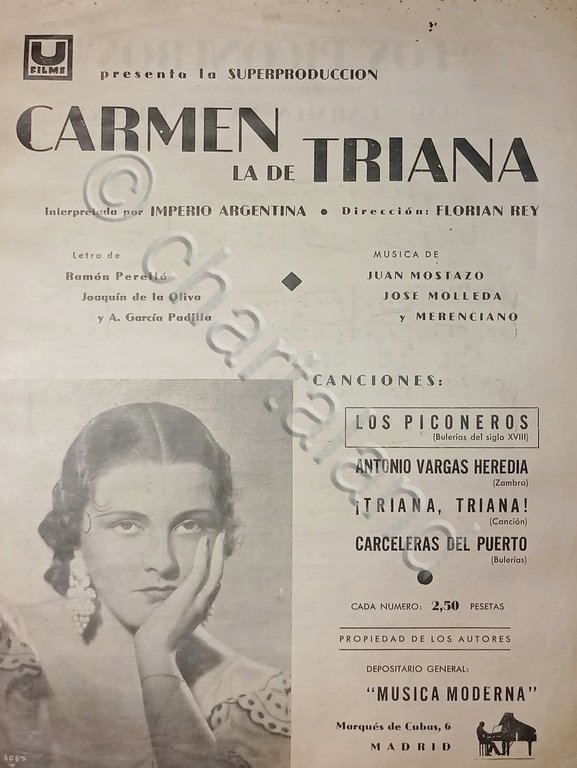 U
FILMS
presenta la SUPERPRODUCCION
CARMEN
LA DE TRIANA
Interpretada por IMPERIO ARGENTINA • Dirección: FLORIAN REY
Letra de
Ramón Perelló
Joaquín de la Oliva
y A. García Padilla
MUSICA DE
JUAN MOSTAZO
JOSE MOLLEDA
y MERENCIANO
CANCIONES:
LOS PICONEROS
(Bulerías del siglo XVIII)
ANTONIO VARGAS HEREDIA
(Zambra)
¡TRIANA, TRIANA!
(Canción)
CARCELERAS DEL PUERTO
(Bulerías)
CADA NUMERO: 2,50 PESETAS
PROPIEDAD DE LOS AUTORES
DEPOSITARIO GENERAL:
"MUSICA MODERNA"
Marqués de Cubas, 6
MADRID
© chartaland